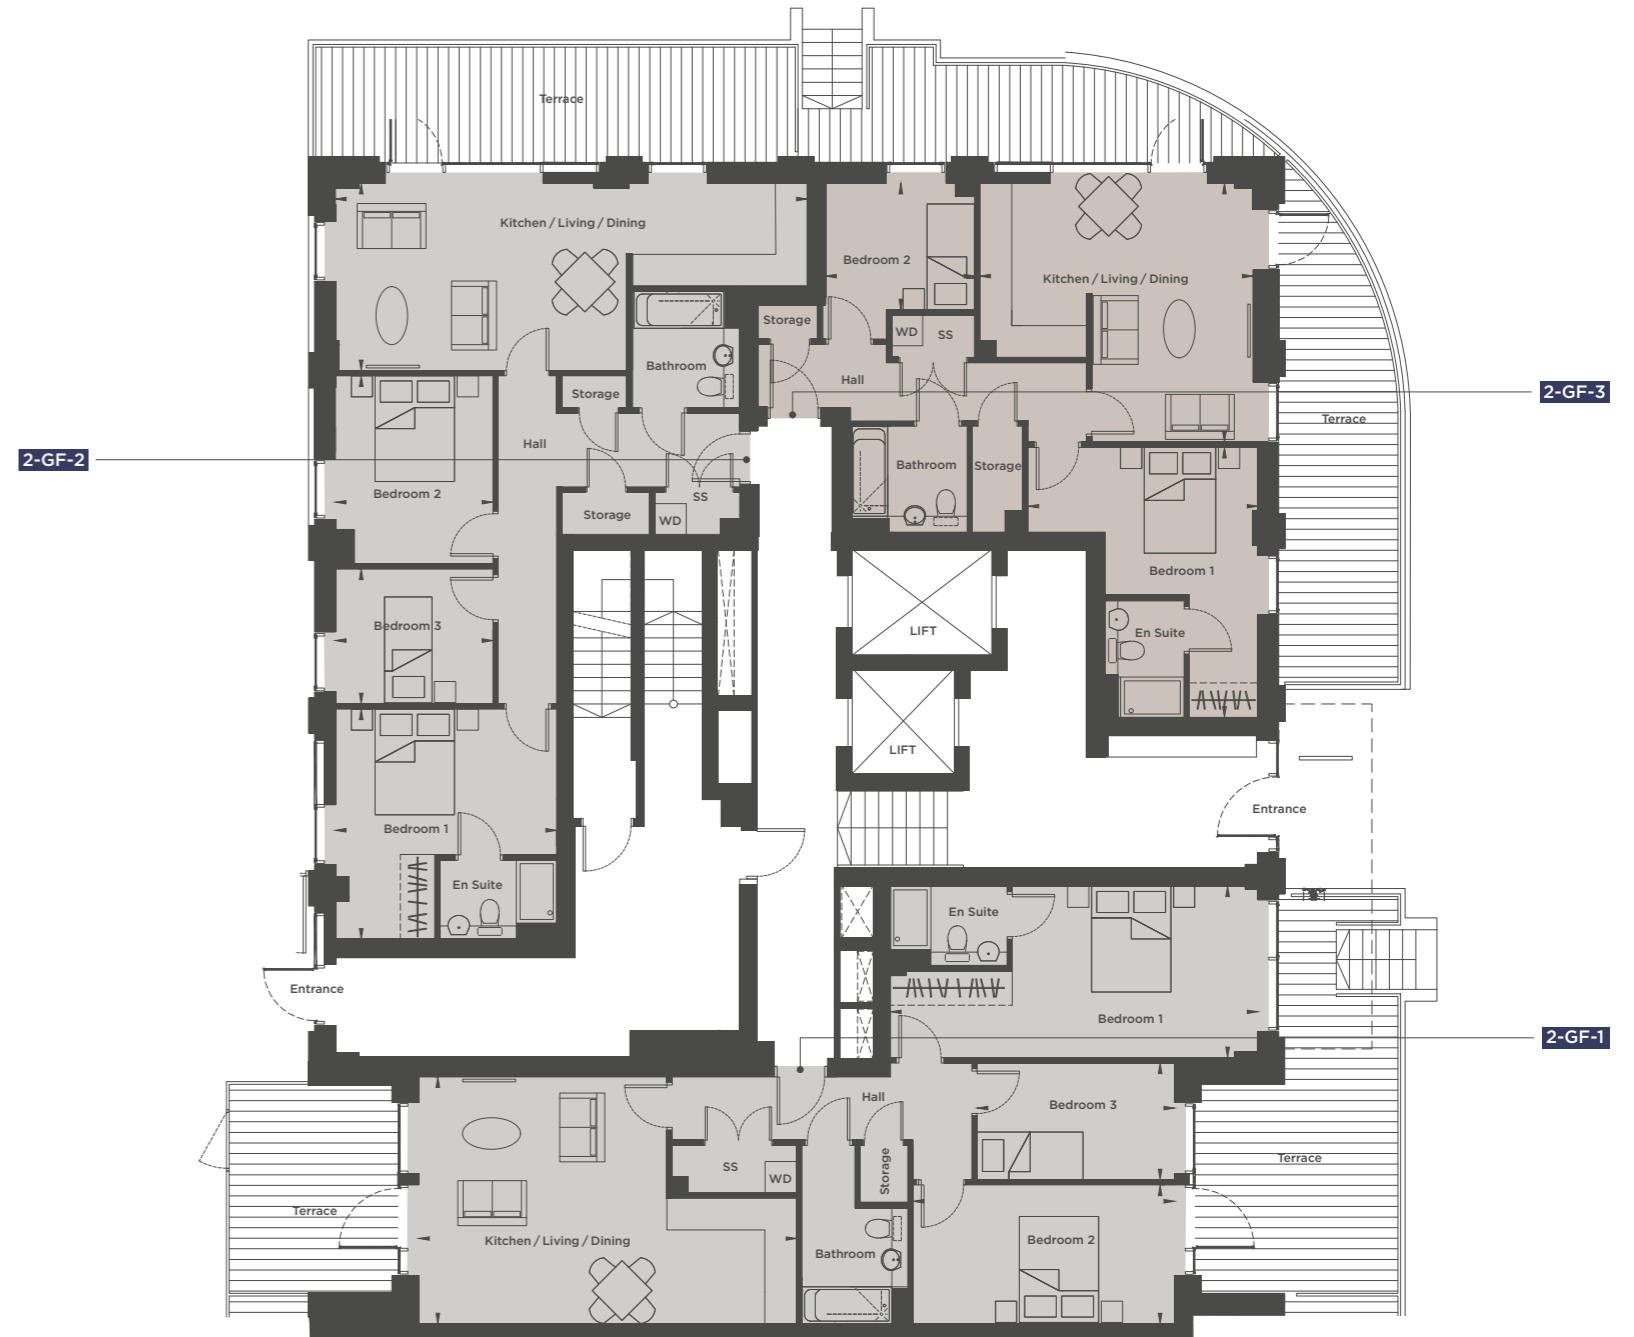 Terrace
Kitchen / Living / Dining
Bedroom 2
Kitchen / Living / Dining
Storage
WD
SS
Bathroom
Hall
Storage
2-GF-3
Terrace
Hall
2-GF-2
Bathroom
Storage
Bedroom 2
SS
Storage
WD
Bedroom 1
Bedroom 3
LIFT
En Suite
LIFT
Entrance
Bedroom 1
En Suite
En Suite
Entrance
Bedroom 1
2-GF-1
Hall
Bedroom 3
SS
WD
Storage
Terrace
Terrace
Kitchen / Living / Dining
Bathroom
Bedroom 2